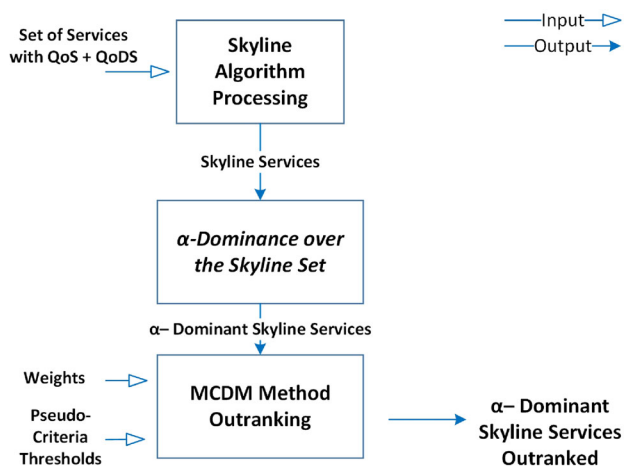 Set of Services
with QoS + QoDS
Skyline
Algorithm
Processing
Input
Output
Skyline Services
α-Dominance over
the Skyline Set
α– Dominant Skyline Services
Weights
Pseudo-
Criteria
Thresholds
MCDM Method
Outranking
α– Dominant
Skyline Services
Outranked